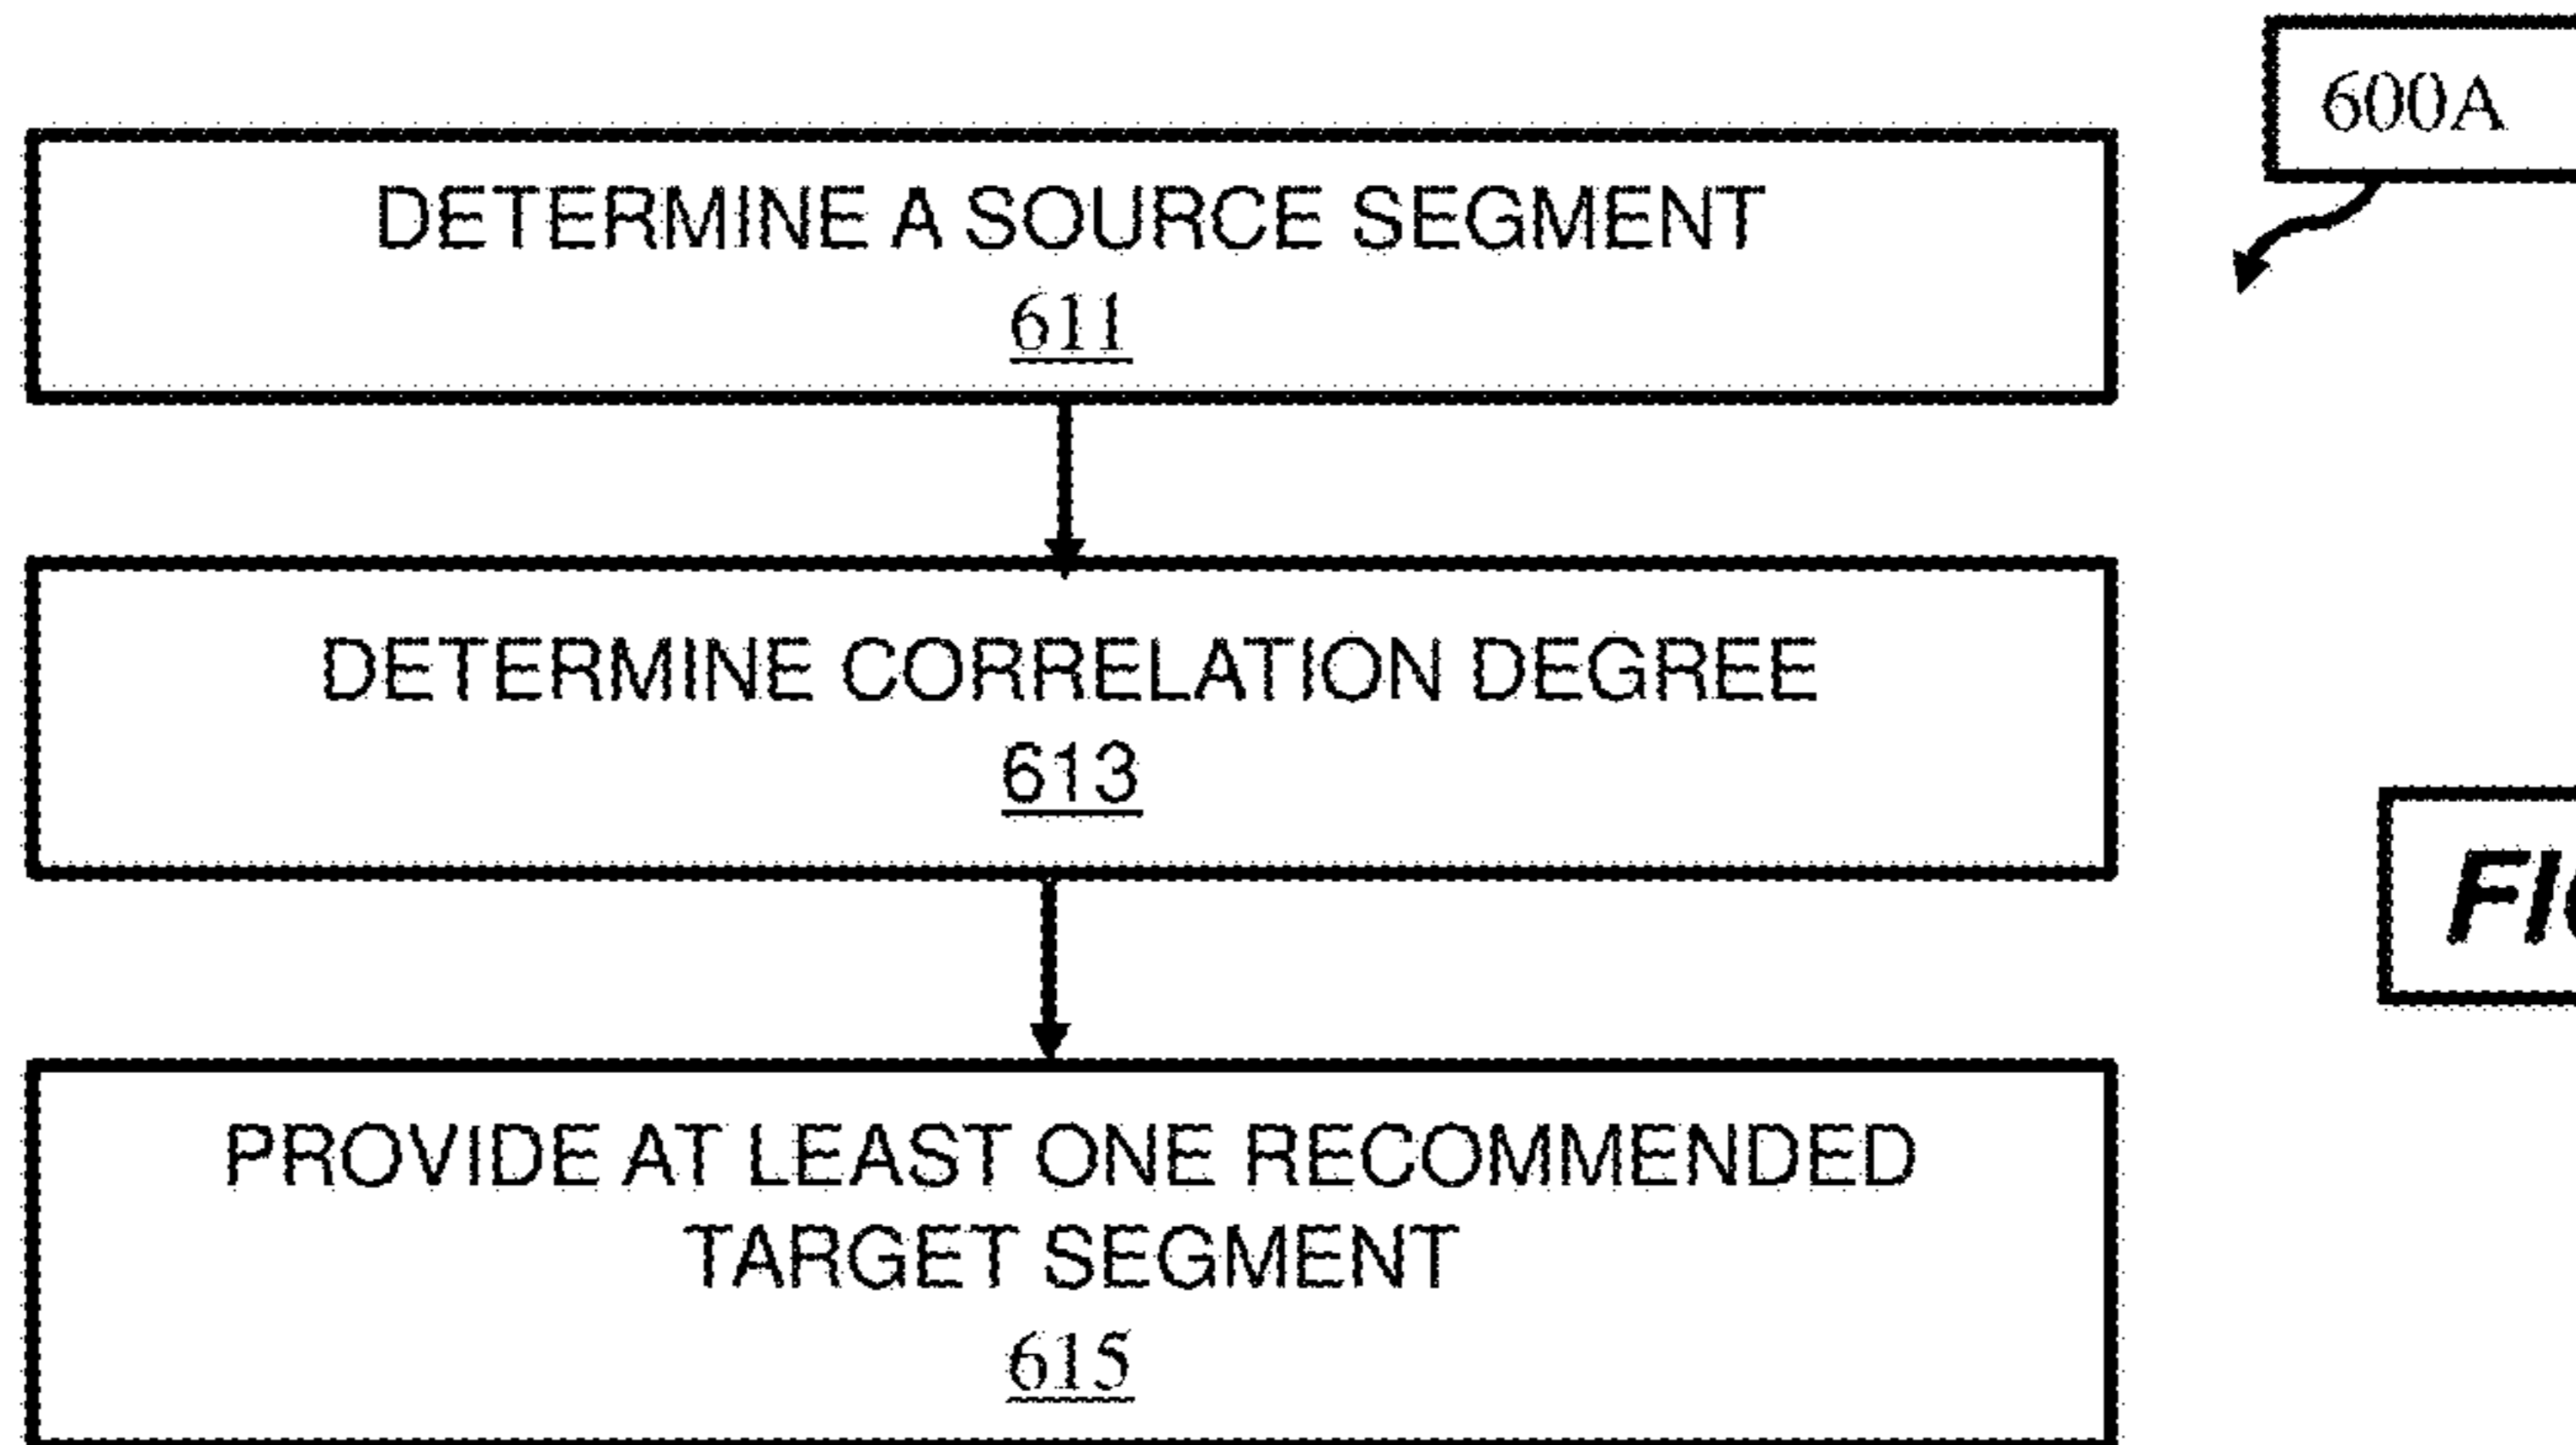 600A
DETERMINE A SOURCE SEGMENT
611
DETERMINE CORRELATION DEGREE
613
PROVIDE AT LEAST ONE RECOMMENDED
TARGET SEGMENT
615